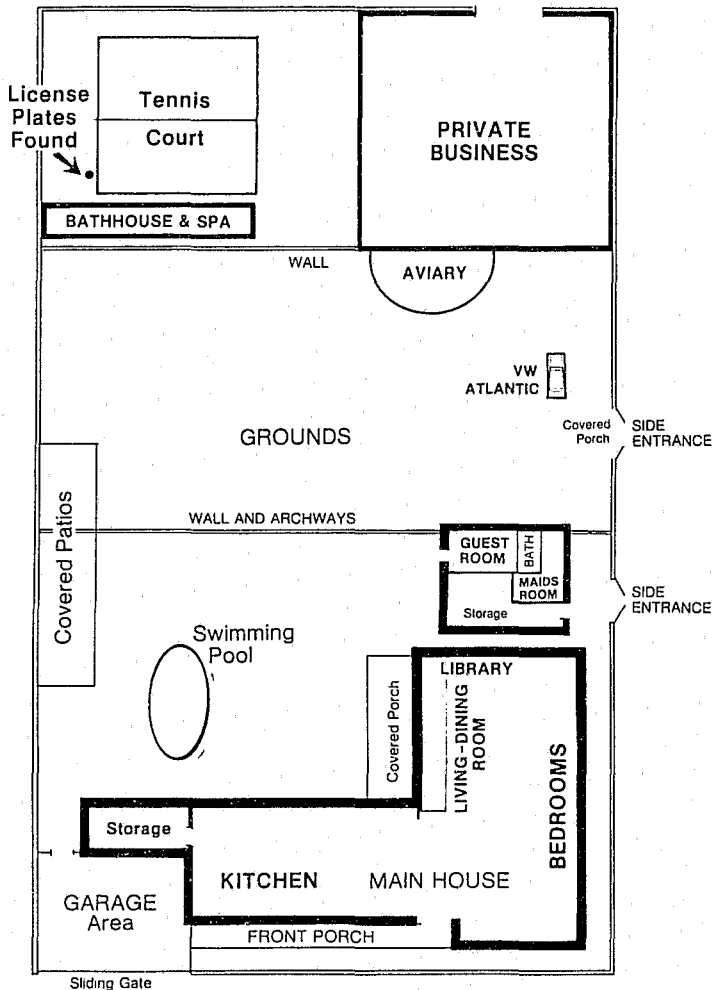 License
Plates
Found
Tennis
Court
PRIVATE
BUSINESS
BATHHOUSE & SPA
WALL
AVIARY
VW
ATLANTIC
Covered
Porch
SIDE
ENTRANCE
GROUNDS
Covered Patios
WALL AND ARCHWAYS
GUEST
ROOM
BATH
MAIDS
ROOM
Storage
SIDE
ENTRANCE
Swimming
Pool
LIBRARY
Covered Porch
LIVING-DINING
ROOM
BEDROOMS
Storage
KITCHEN
MAIN HOUSE
GARAGE
Area
FRONT PORCH
Sliding Gate